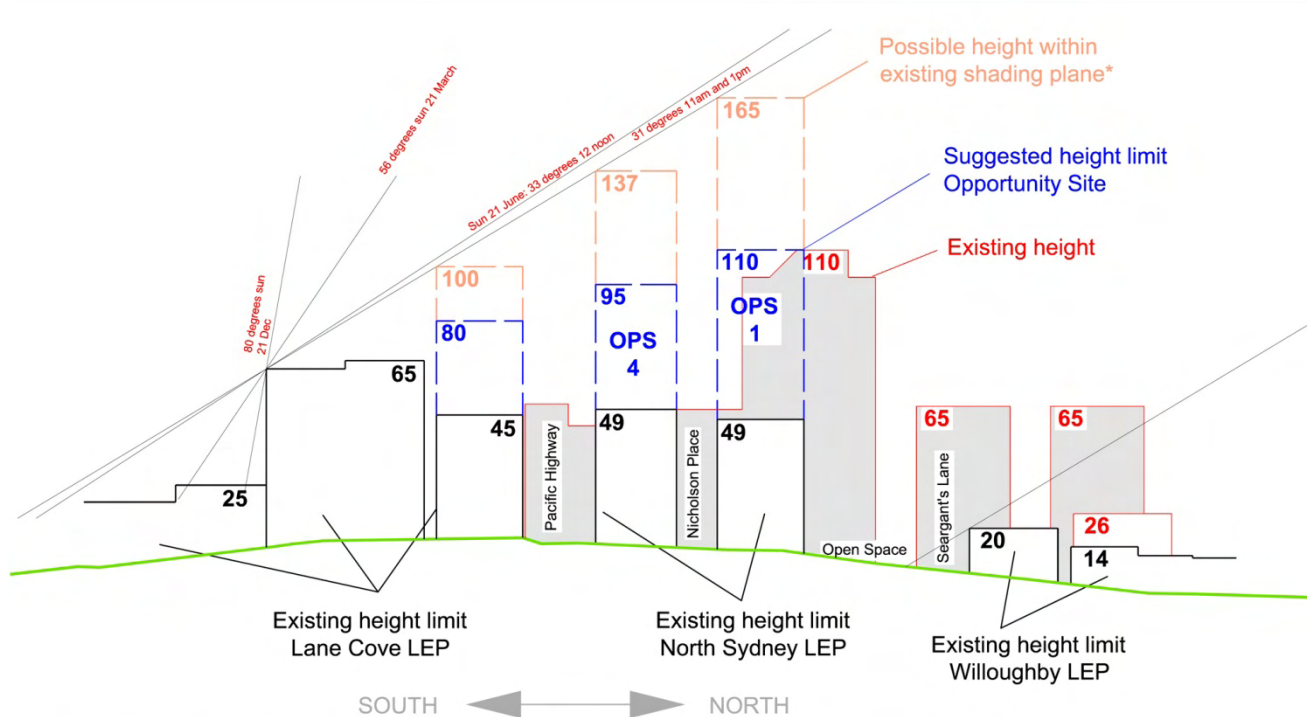 Possible height within
existing shading plane*
56 degrees sun 21 March
Sun 21 June: 33 degrees 12 noon
31 degrees 11am and 1pm
165
Suggested height limit
Opportunity Site
137
Existing height
110
110
100
95
OPS
1
80 degrees sun
21 Dec
80
OPS
4
65
45
49
49
65
65
Pacific Highway
Nicholson Place
Seargant's Lane
25
26
20
14
Open Space
Existing height limit
Lane Cove LEP
Existing height limit
North Sydney LEP
Existing height limit
Willoughby LEP
SOUTH
NORTH